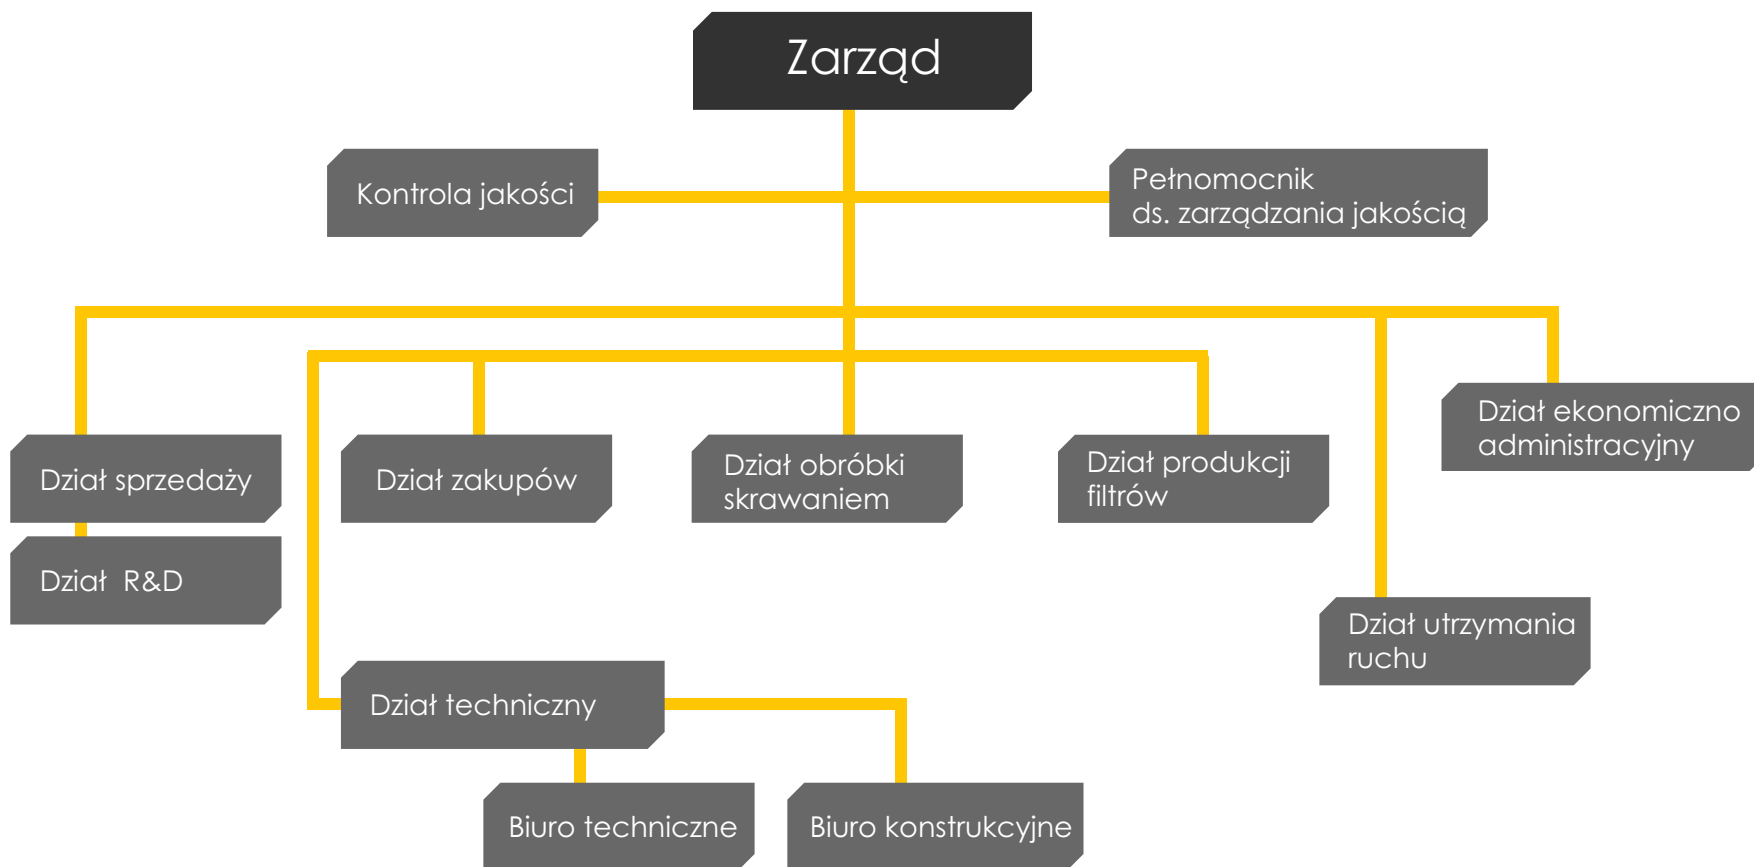 Zarząd
Kontrola jakości
Pełnomocnik
ds. zarządzania jakością
Dział ekonomiczno
administracyjny
Dział sprzedaży
Dział zakupów
Dział obróbki
skrawaniem
Dział produkcji
filtrów
Dział R&D
Dział utrzymania
ruchu
Dział techniczny
Biuro techniczne
Biuro konstrukcyjne